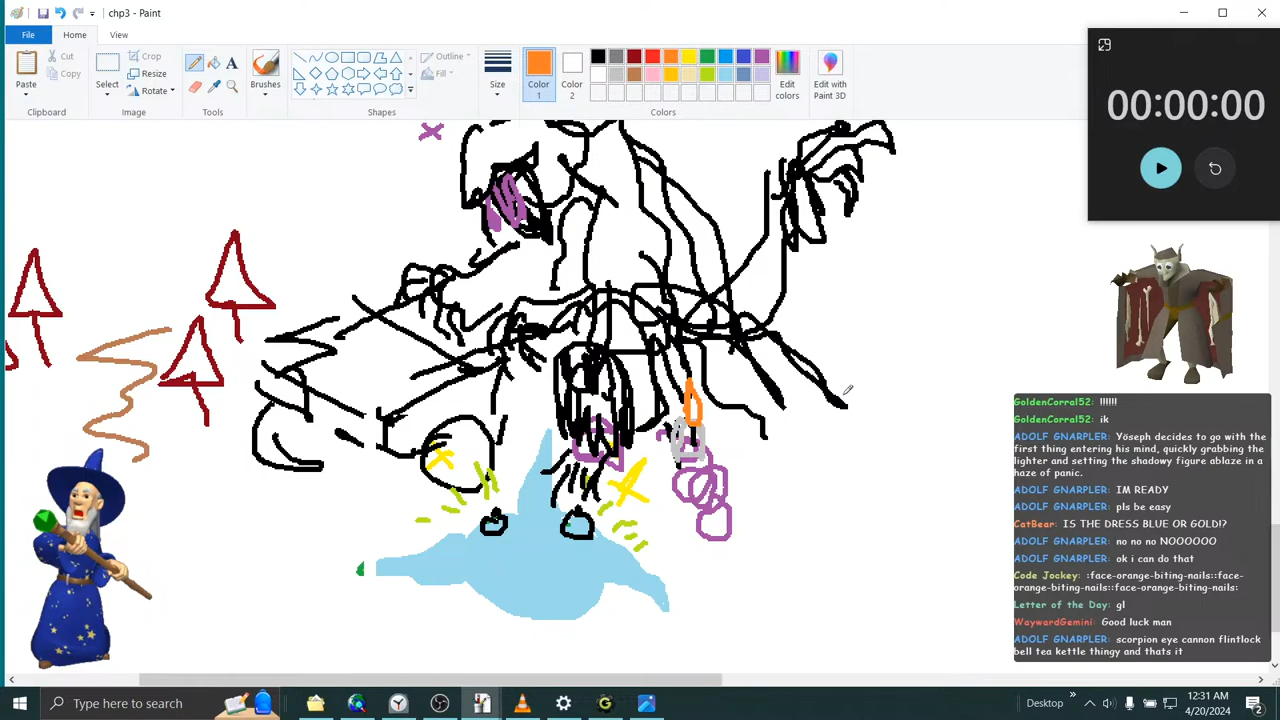 chp3 - Paint
File Home View
Paste
Cut
Copy
Clipboard
Select
Crop
Resize
Rotate
Image
Tools
Brushes
Outline
Fill
Shapes
Size
Color 1
Color 2
Edit colors
Edit with Paint 3D
Colors
00:00:00
GoldenCorral52: !!!!!!
GoldenCorral52: ik
ADOLF GNARPLER: Yoseph decides to go with the
first thing entering his mind, quickly grabbing the
lighter and setting the shadowy figure ablaze in a
haze of panic.
ADOLF GNARPLER: IM READY
ADOLF GNARPLER: pls be easy
CatBear: IS THE DRESS BLUE OR GOLD!?
ADOLF GNARPLER: no no no NOOOOOO
ADOLF GNARPLER: ok i can do that
Code Jockey: :face-orange-biting-nails::face-
orange-biting-nails::face-orange-biting-nails:
Letter of the Day: gl
WaywardGemini: Good luck man
ADOLF GNARPLER: scorpion eye cannon flintlock
bell tea kettle thingy and thats it
Type here to search
Desktop
12:31 AM
4/20/2024
2